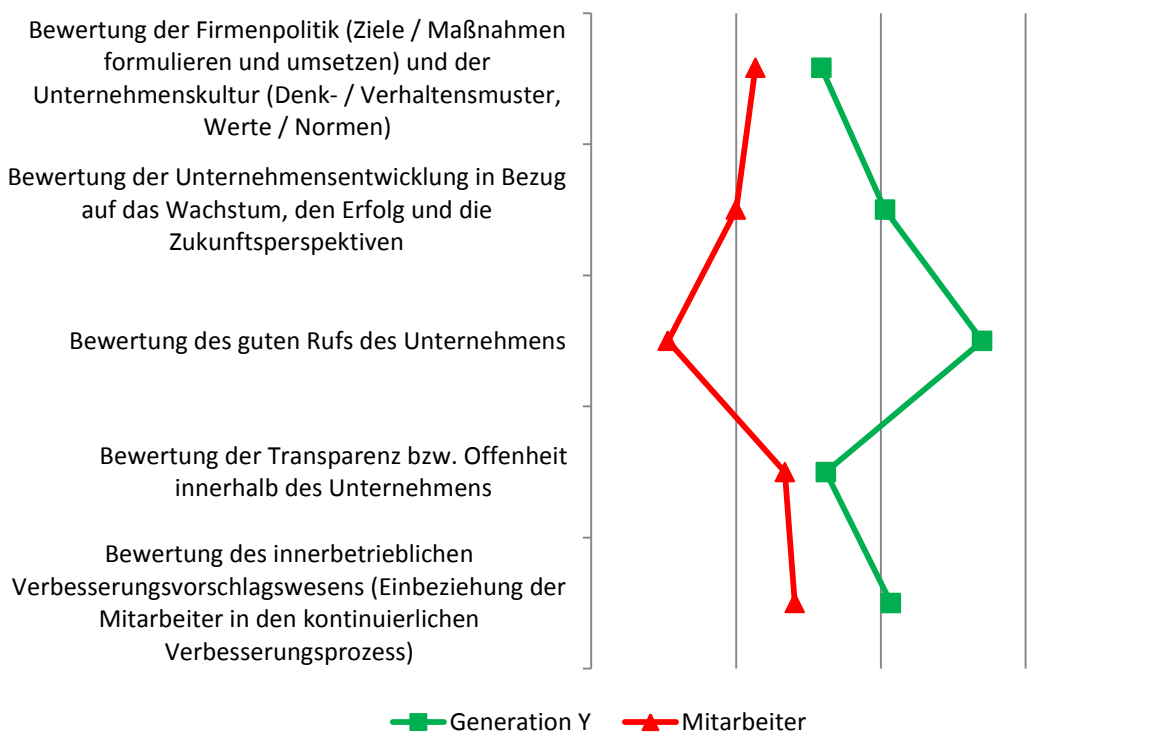 Bewertung der Firmenpolitik (Ziele / Maßnahmen
formulieren und umsetzen) und der
Unternehmenskultur (Denk- / Verhaltensmuster,
Werte / Normen)
Bewertung der Unternehmensentwicklung in Bezug
auf das Wachstum, den Erfolg und die
Zukunftsperspektiven
Bewertung des guten Rufs des Unternehmens
Bewertung der Transparenz bzw. Offenheit
innerhalb des Unternehmens
Bewertung des innerbetrieblichen
Verbesserungsvorschlagswesens (Einbeziehung der
Mitarbeiter in den kontinuierlichen
Verbesserungsprozess)
Generation Y Mitarbeiter